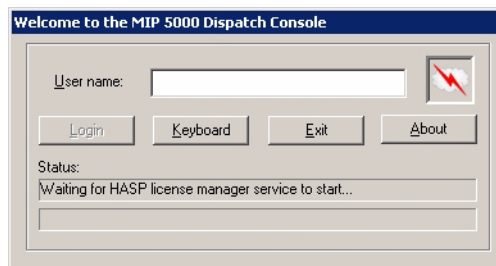 Welcome to the MIP 5000 Dispatch Console
User name:
Login Keyboard Exit About
Status:
Waiting for HASP license manager service to start...